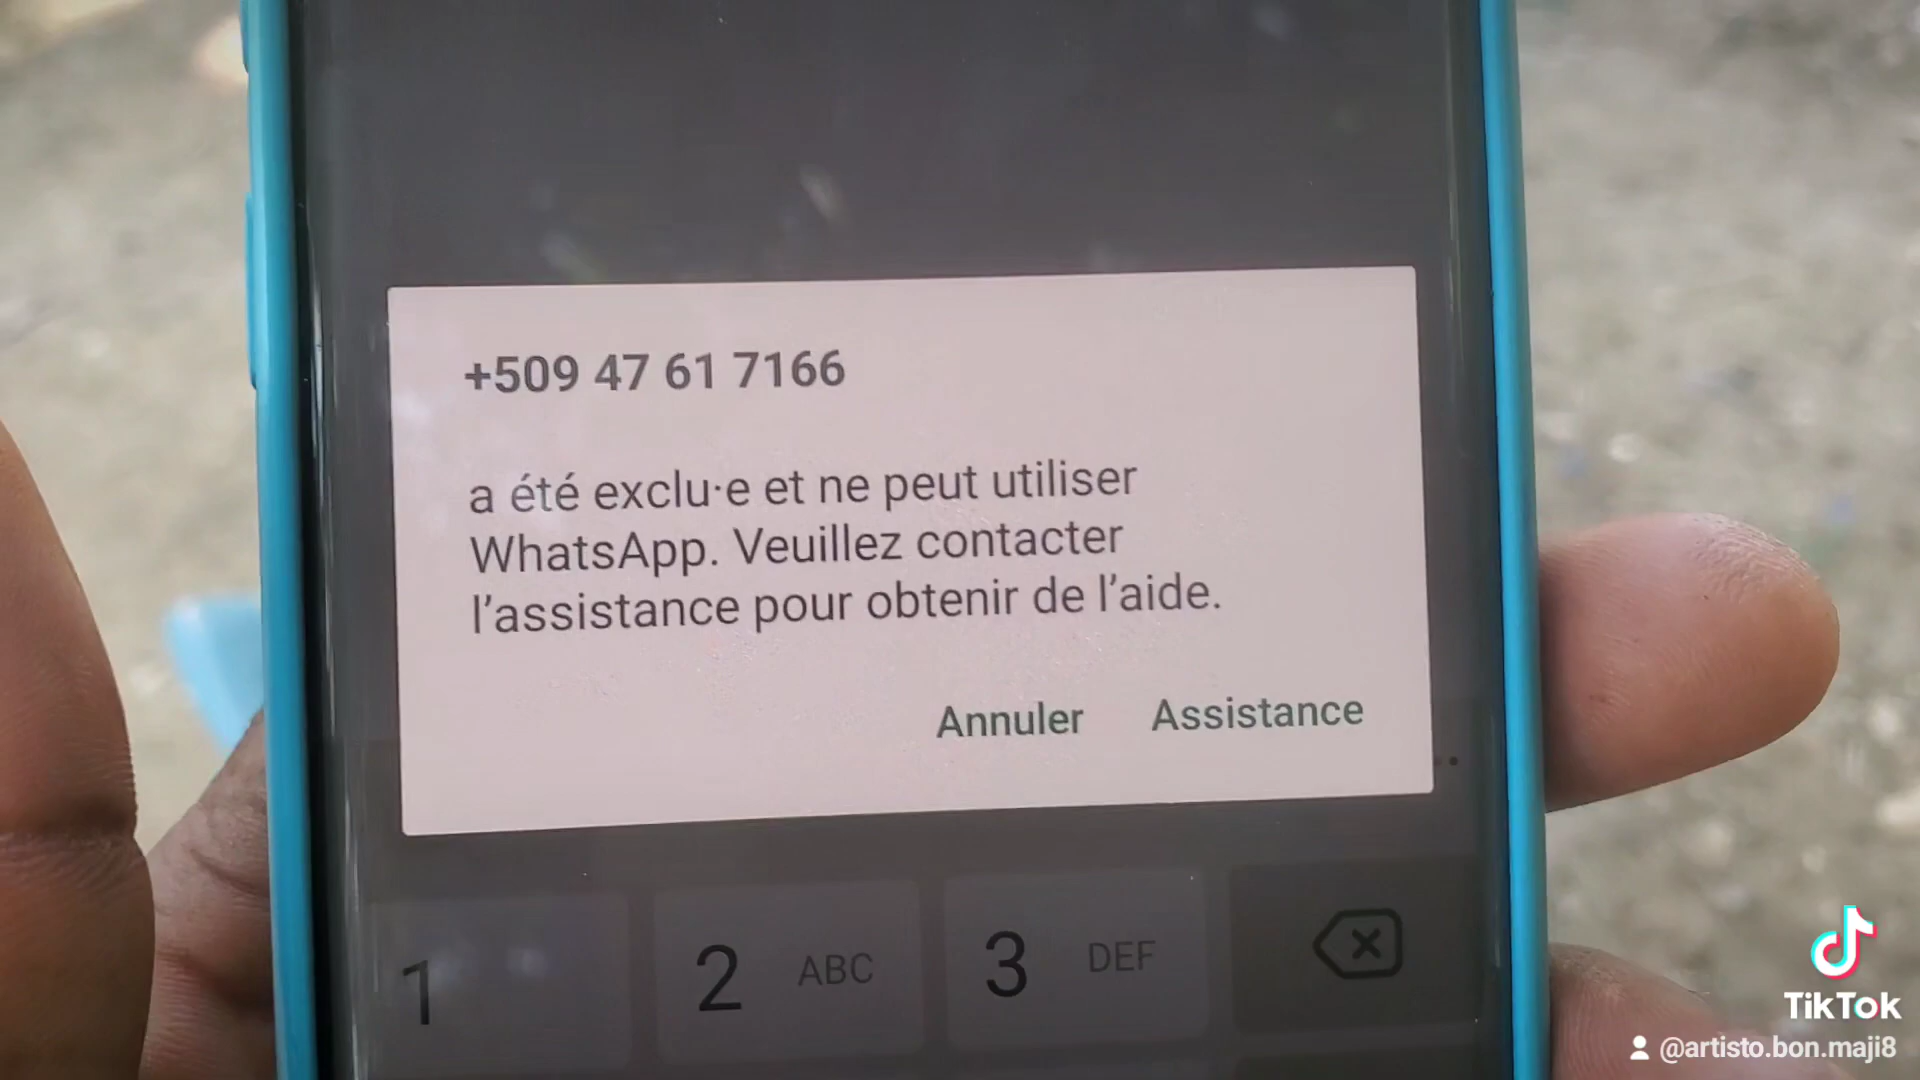 +509 47 61 7166
a été exclu·e et ne peut utiliser
WhatsApp. Veuillez contacter
l’assistance pour obtenir de l’aide.
Annuler Assistance
1 2 ABC 3 DEF
TikTok
@artisto.bon.maji8